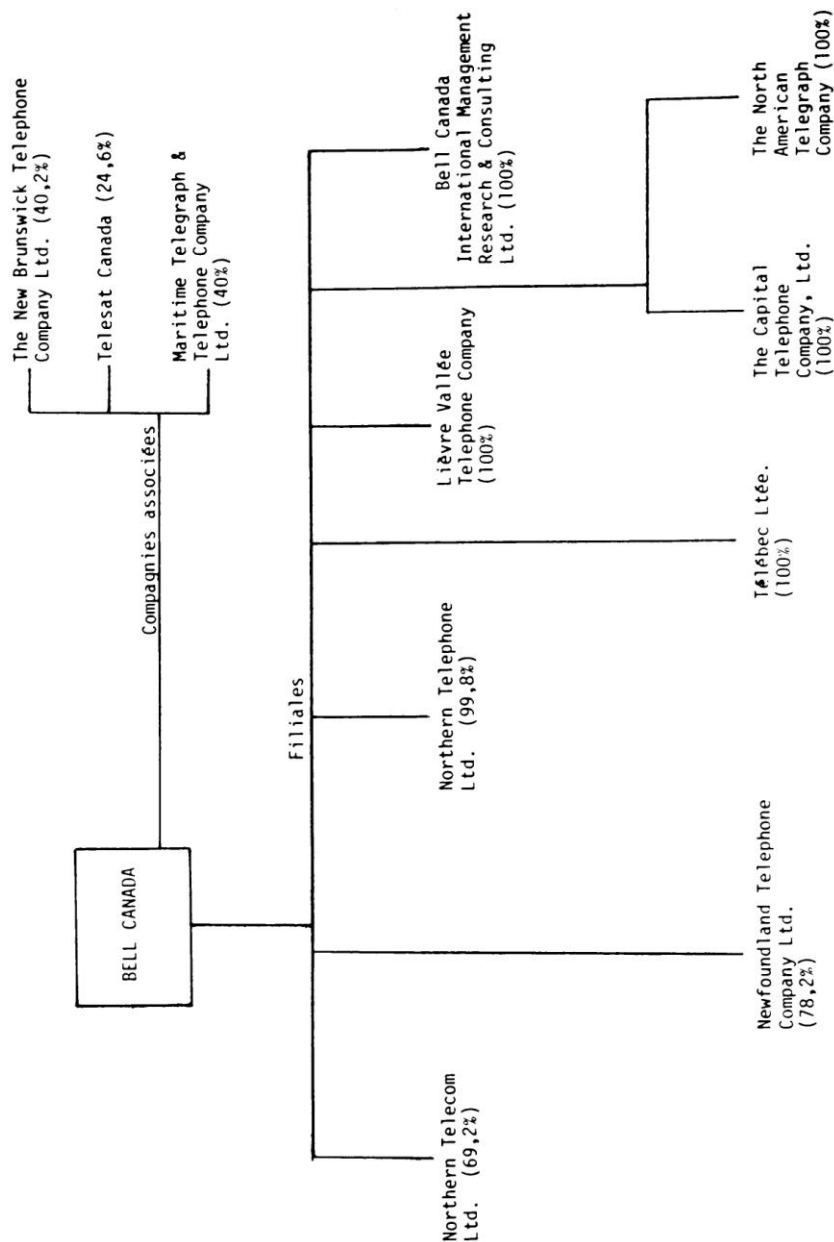 BELL CANADA
Compagnies associées
The New Brunswick Telephone
Company Ltd. (40,2%)
Telesat Canada (24,6%)
Maritime Telegraph &
Telephone Company
Ltd. (40%)
Filiales
Northern Telecom
Ltd. (69,2%)
Newfoundland Telephone
Company Ltd.
(78,2%)
Northern Telephone
Ltd. (99,8%)
Télébec Ltée.
(100%)
Lièvre Vallée
Telephone Company
(100%)
The Capital
Telephone
Company, Ltd.
(100%)
The North
American
Telegraph
Company (100%)
Bell Canada
International Management
Research & Consulting
Ltd. (100%)